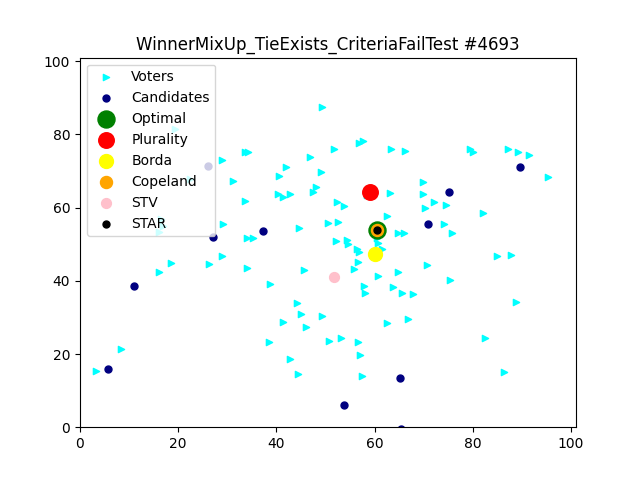 WinnerMixUp_TieExists_CriteriaFailTest #4693
100
80
60
40
20
0
Voters
Candidates
Optimal
Plurality
Borda
Copeland
STV
STAR
0 20 40 60 80 100